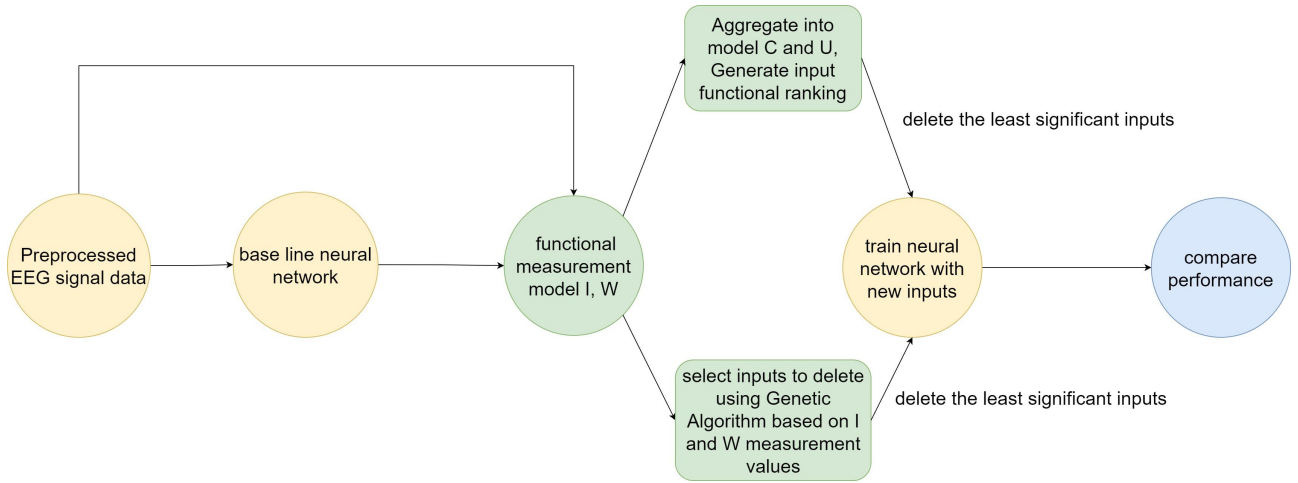 Preprocessed
EEG signal data
base line neural
network
functional
measurement
model I, W
Aggregate into
model C and U,
Generate input
functional ranking
delete the least significant inputs
select inputs to delete
using Genetic
Algorithm based on I
and W measurement
values
delete the least significant inputs
train neural
network with
new inputs
compare
performance